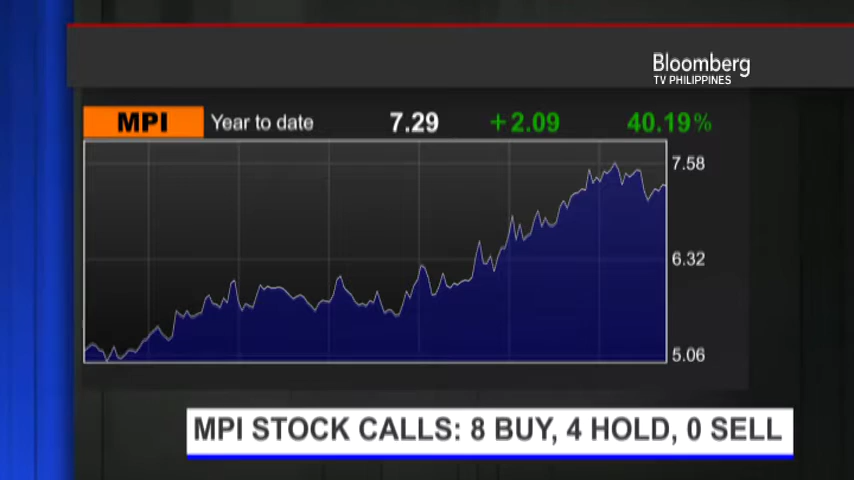 Bloomberg
TV PHILIPPINES
MPI Year to date 7.29 +2.09 40.19%
7.58
6.32
5.06
MPI STOCK CALLS: 8 BUY, 4 HOLD, 0 SELL